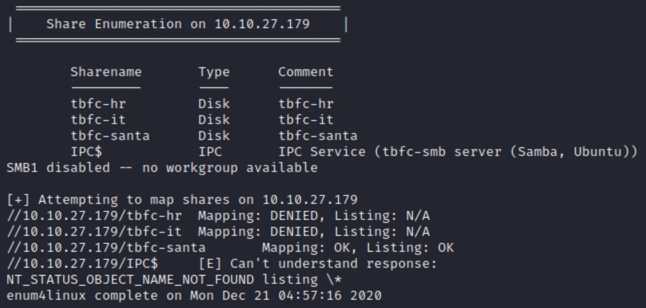 |    Share Enumeration on 10.10.27.179    |
Sharename Type Comment
tbfc-hr Disk tbfc-hr
tbfc-it Disk tbfc-it
tbfc-santa Disk tbfc-santa
IPC$ IPC IPC Service (tbfc-smb server (Samba, Ubuntu))
SMB1 disabled -- no workgroup available
[+] Attempting to map shares on 10.10.27.179
//10.10.27.179/tbfc-hr Mapping: DENIED, Listing: N/A
//10.10.27.179/tbfc-it Mapping: DENIED, Listing: N/A
//10.10.27.179/tbfc-santa Mapping: OK, Listing: OK
//10.10.27.179/IPC$ [E] Can't understand response:
NT_STATUS_OBJECT_NAME_NOT_FOUND listing \*
enum4linux complete on Mon Dec 21 04:57:16 2020